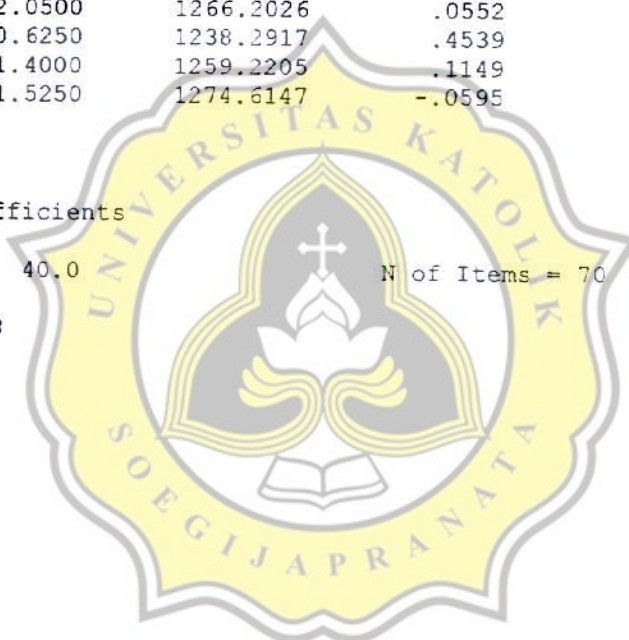 2.0500 1266.2026 .0552
0.6250 1238.2917 .4539
1.4000 1259.2205 .1149
1.5250 1274.6147 -.0595
UNIVERSITAS KATOLIK
efficients
40.0 N of Items = 70
SOEGIJAPRANATA